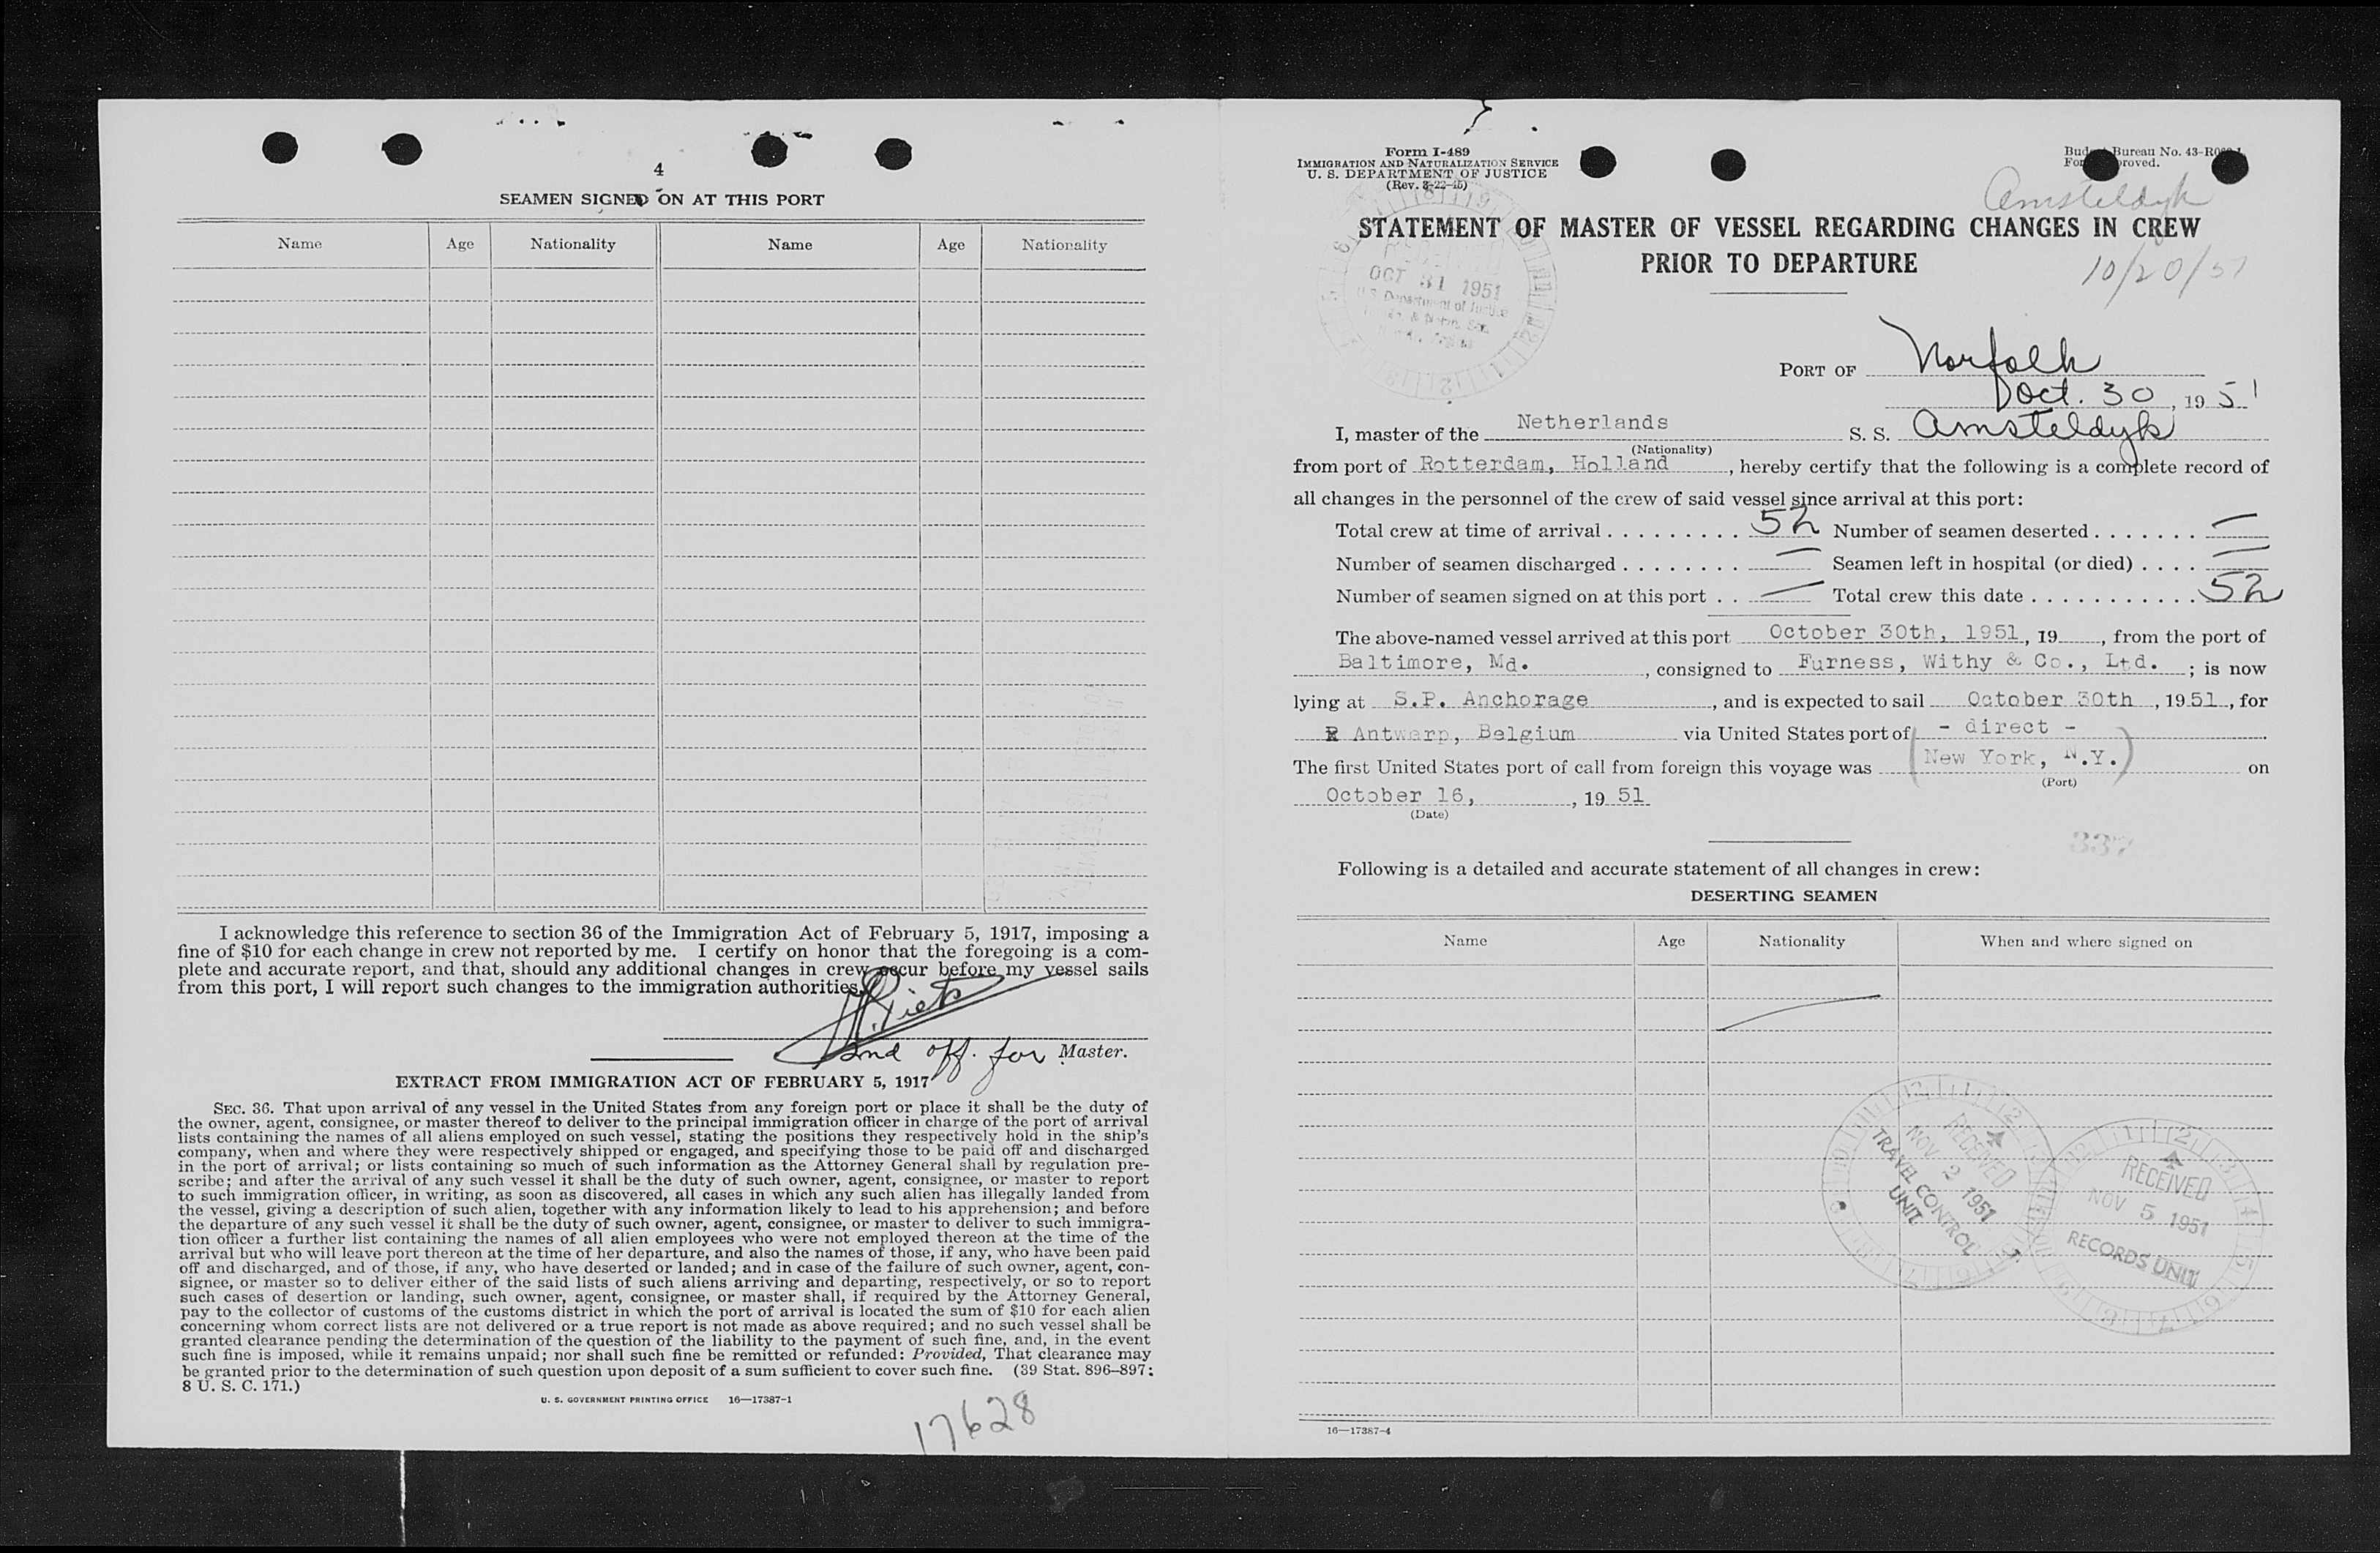 4
SEAMEN SIGNED ON AT THIS PORT
Name Age Nationality Name Age Nationality
I acknowledge this reference to section 36 of the Immigration Act of February 5, 1917, imposing a
fine of $10 for each change in crew not reported by me. I certify on honor that the foregoing is a com-
plete and accurate report, and that, should any additional changes in crew occur before my vessel sails
from this port, I will report such changes to the immigration authorities.
2nd off. for Master.
EXTRACT FROM IMMIGRATION ACT OF FEBRUARY 5, 1917
SEC. 36. That upon arrival of any vessel in the United States from any foreign port or place it shall be the duty of
the owner, agent, consignee, or master thereof to deliver to the principal immigration officer in charge of the port of arrival
lists containing the names of all aliens employed on such vessel, stating the positions they respectively hold in the ship's
company, when and where they were respectively shipped or engaged, and specifying those to be paid off and discharged
in the port of arrival; or lists containing so much of such information as the Attorney General shall by regulation pre-
scribe; and after the arrival of any such vessel it shall be the duty of such owner, agent, consignee, or master to report
to such immigration officer, in writing, as soon as discovered, all cases in which any such alien has illegally landed from
the vessel, giving a description of such alien, together with any information likely to lead to his apprehension; and before
the departure of any such vessel it shall be the duty of such owner, agent, consignee, or master to deliver to such immigra-
tion officer a further list containing the names of all alien employees who were not employed thereon at the time of the
arrival but who will leave port thereon at the time of her departure, and also the names of those, if any, who have been paid
off and discharged, and of those, if any, who have deserted or landed; and in case of the failure of such owner, agent, con-
signee, or master so to deliver either of the said lists of such aliens arriving and departing, respectively, or so to report
such cases of desertion or landing, such owner, agent, consignee, or master shall, if required by the Attorney General,
pay to the collector of customs of the customs district in which the port of arrival is located the sum of $10 for each alien
concerning whom correct lists are not delivered or a true report is not made as above required; and no such vessel shall be
granted clearance pending the determination of the question of the liability to the payment of such fine, and, in the event
such fine is imposed, while it remains unpaid; nor shall such fine be remitted or refunded: Provided, That clearance may
be granted prior to the determination of such question upon deposit of a sum sufficient to cover such fine. (39 Stat. 896-897;
8 U. S. C. 171.)
U. S. GOVERNMENT PRINTING OFFICE 16—17387-1
17628
Form I-489
IMMIGRATION AND NATURALIZATION SERVICE
U. S. DEPARTMENT OF JUSTICE
(Rev. 3-22-45)
Bureau No. 43-
Amsteldyk
STATEMENT OF MASTER OF VESSEL REGARDING CHANGES IN CREW
PRIOR TO DEPARTURE
10/20/51
OCT 31 1951
U.S. Department of Justice
PORT OF Norfolk
Oct. 30, 1951
I, master of the Netherlands S. S. Amsteldyk
(Nationality)
from port of Rotterdam, Holland, hereby certify that the following is a complete record of
all changes in the personnel of the crew of said vessel since arrival at this port:
Total crew at time of arrival . . . . . . . . . 52 Number of seamen deserted . . . . . . . —
Number of seamen discharged . . . . . . . . — Seamen left in hospital (or died) . . . . —
Number of seamen signed on at this port . . — Total crew this date . . . . . . . . . . . 52
The above-named vessel arrived at this port October 30th, 1951, 19 , from the port of
Baltimore, Md. , consigned to Furness, Withy & Co., Ltd. ; is now
lying at S.P. Anchorage , and is expected to sail October 30th , 1951 , for
Antwerp, Belgium via United States port of - direct -
The first United States port of call from foreign this voyage was (New York, N.Y.) on
(Port)
October 16, , 1951
(Date)
337
Following is a detailed and accurate statement of all changes in crew:
DESERTING SEAMEN
Name Age Nationality When and where signed on
RECEIVED
NOV 2 1951
TRAVEL CONTROL
UNIT
RECEIVED
NOV 5 1951
RECORDS UNIT
16—17387-4